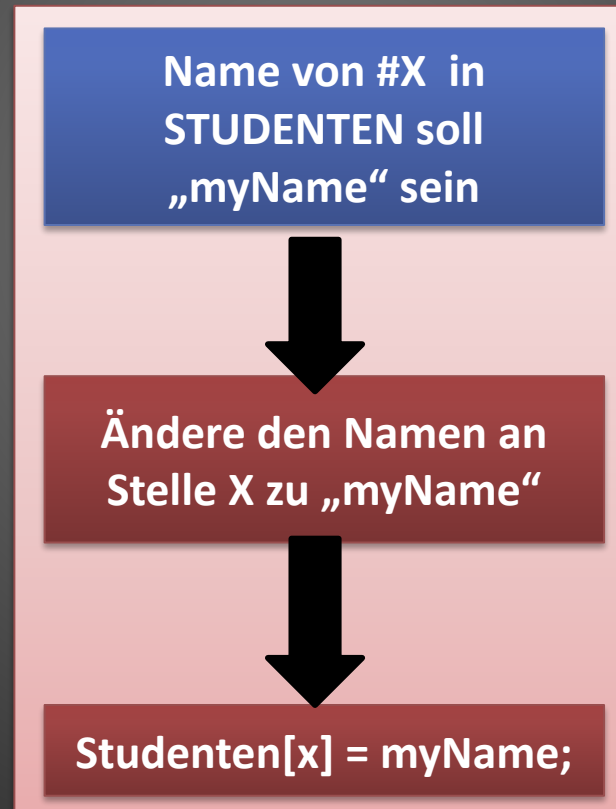 Name von #X in
STUDENTEN soll
„myName“ sein
Ändere den Namen an
Stelle X zu „myName“
Studenten[x] = myName;